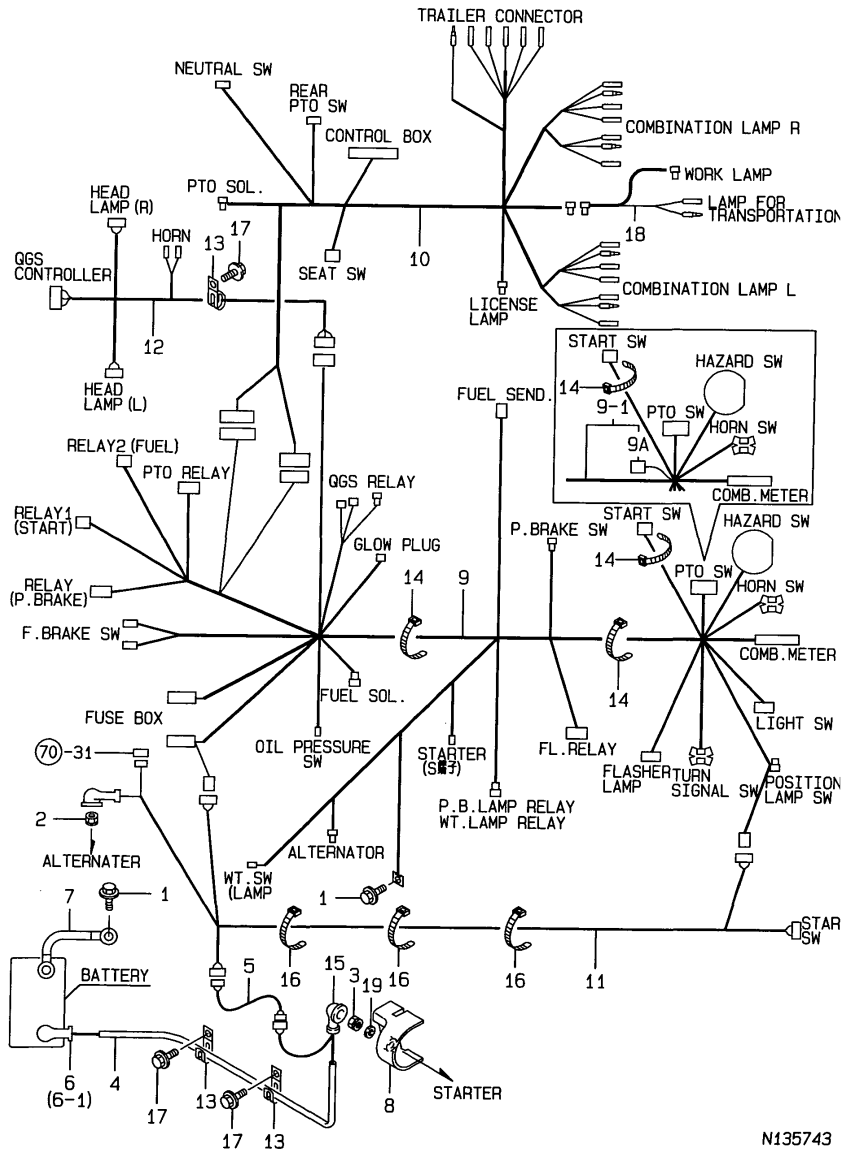 TRAILER CONNECTOR
NEUTRAL SW
REAR
PTO SW
CONTROL BOX
COMBINATION LAMP R
WORK LAMP
HEAD
LAMP (R)
PTO SOL.
LAMP FOR
TRANSPORTATION
HORN
13
17
10
18
QGS
CONTROLLER
SEAT SW
LICENSE
LAMP
COMBINATION LAMP L
12
HEAD
LAMP (L)
START SW
HAZARD SW
14
FUEL SEND.
9-1
PTO SW
HORN SW
9A
COMB.METER
RELAY2 (FUEL)
PTO RELAY
QGS RELAY
RELAY1
(START)
GLOW PLUG
P.BRAKE SW
START SW
HAZARD SW
14
PTO SW
HORN SW
RELAY
(P.BRAKE)
14
9
F.BRAKE SW
COMB.METER
FUEL SOL.
14
FUSE BOX
LIGHT SW
70-31
OIL PRESSURE
SW
STARTER
(S端子)
FL.RELAY
FLASHER
LAMP
TURN
SIGNAL SW
POSITION
LAMP SW
2
P.B.LAMP RELAY
WT.LAMP RELAY
ALTERNATER
WT.SW
(LAMP
ALTERNATOR
1
1
7
STAR
SW
16
16
16
11
BATTERY
5
15
3
19
6
(6-1)
4
17
13
17
13
8
STARTER
N135743